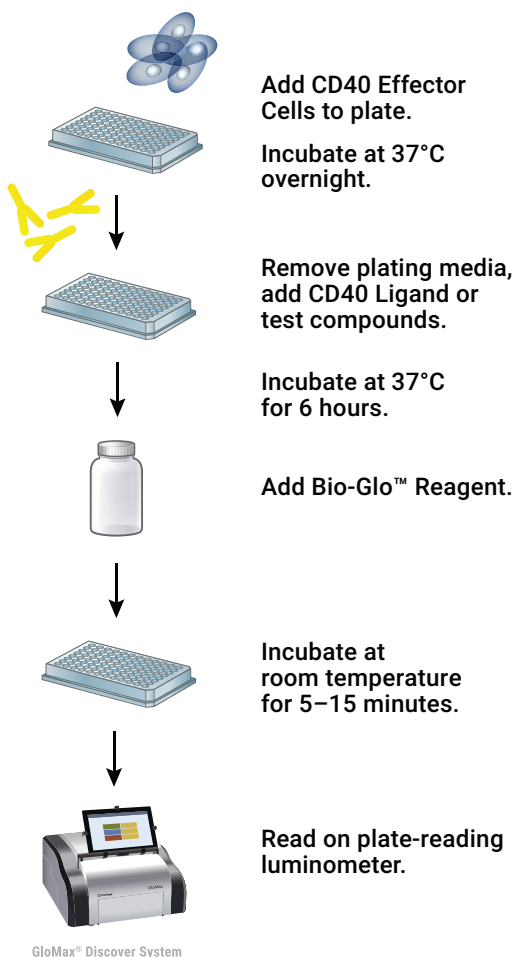 Add CD40 Effector
Cells to plate.
Incubate at 37°C
overnight.
Remove plating media,
add CD40 Ligand or
test compounds.
Incubate at 37°C
for 6 hours.
Add Bio-Glo™ Reagent.
Incubate at
room temperature
for 5–15 minutes.
Read on plate-reading
luminometer.
GloMax
GloMax® Discover System